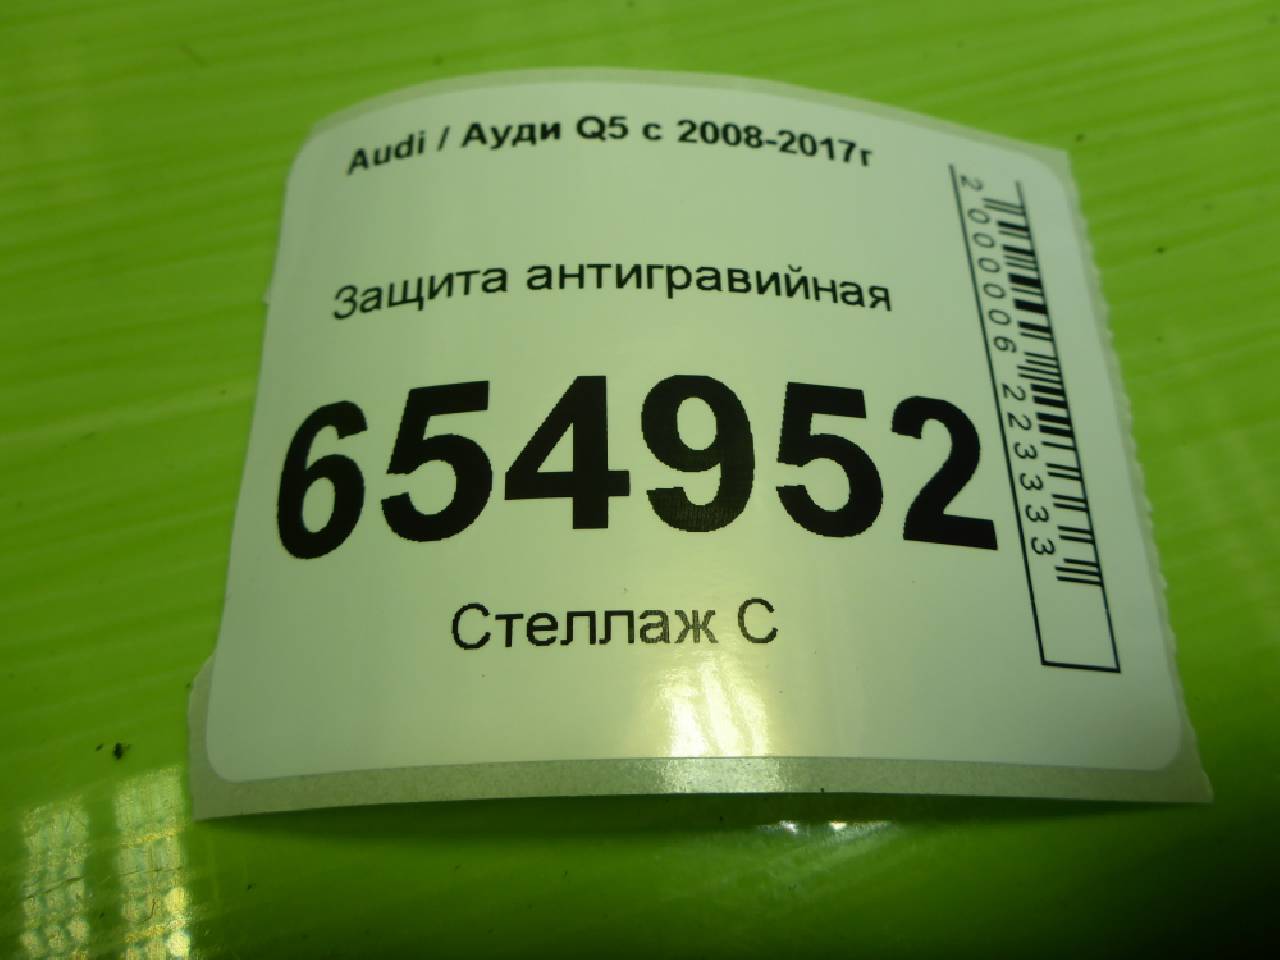 Audi / Ауди Q5 с 2008-2017г
Защита антигравийная
654952
Стеллаж С
2000006223333